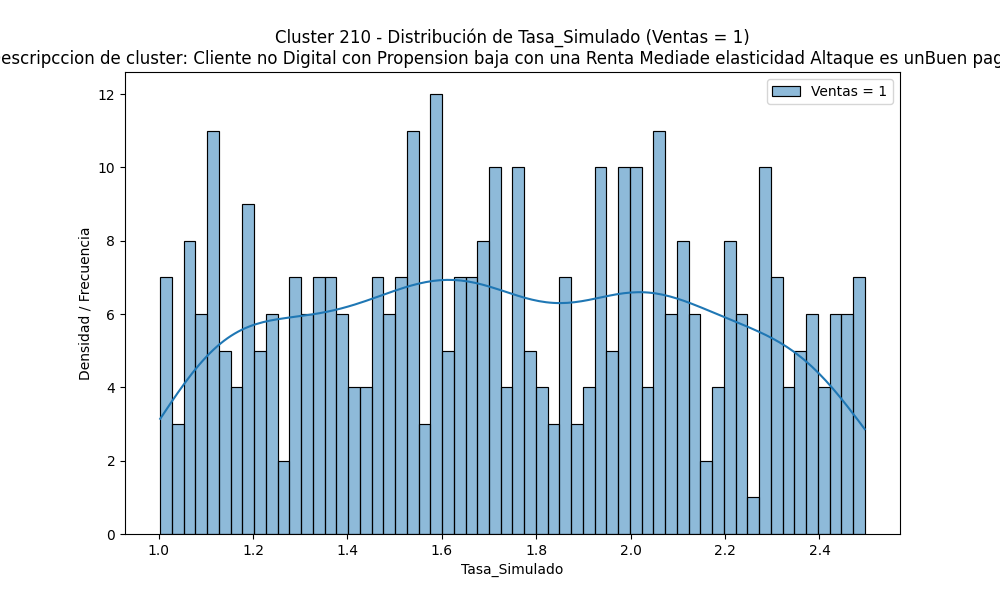 Cluster 210 - Distribución de Tasa_Simulado (Ventas = 1)
escripccion de cluster: Cliente no Digital con Propension baja con una Renta Mediade elasticidad Altaque es unBuen pag
Ventas = 1
Densidad / Frecuencia
12
10
8
6
4
2
0
1.0 1.2 1.4 1.6 1.8 2.0 2.2 2.4
Tasa_Simulado